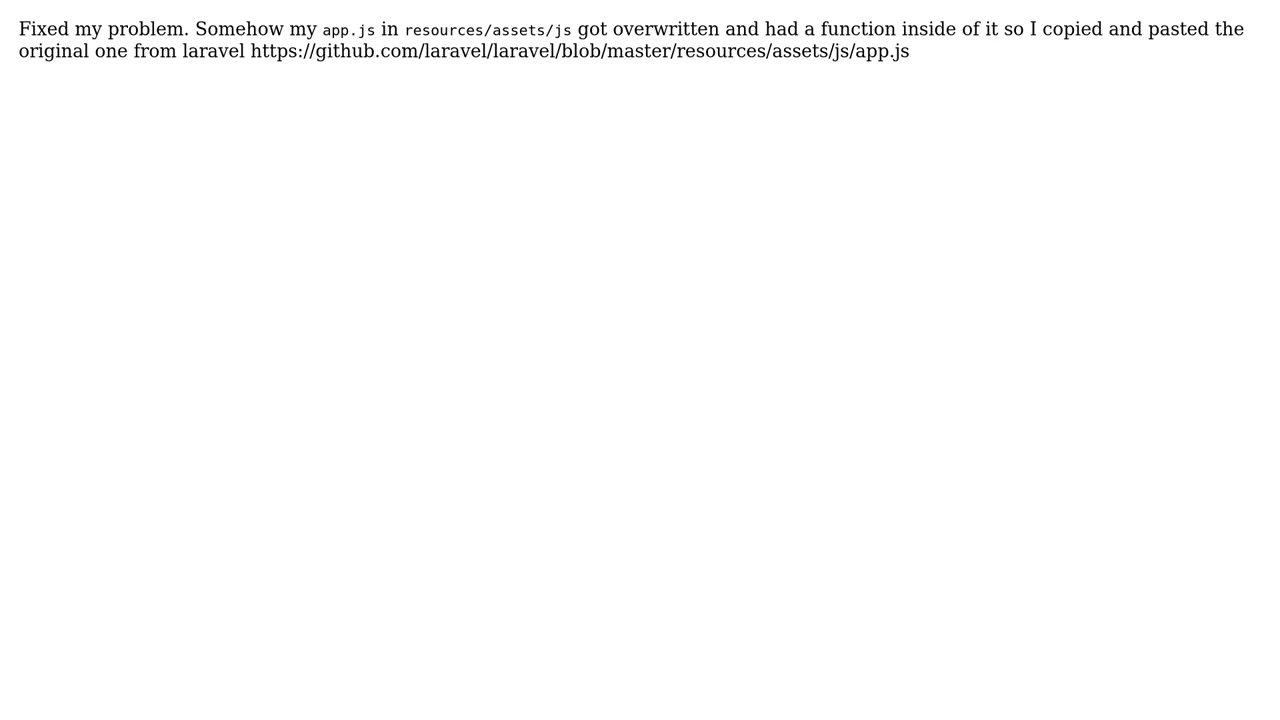 Fixed my problem. Somehow my app.js in resources/assets/js got overwritten and had a function inside of it so I copied and pasted the
original one from laravel https://github.com/laravel/laravel/blob/master/resources/assets/js/app.js